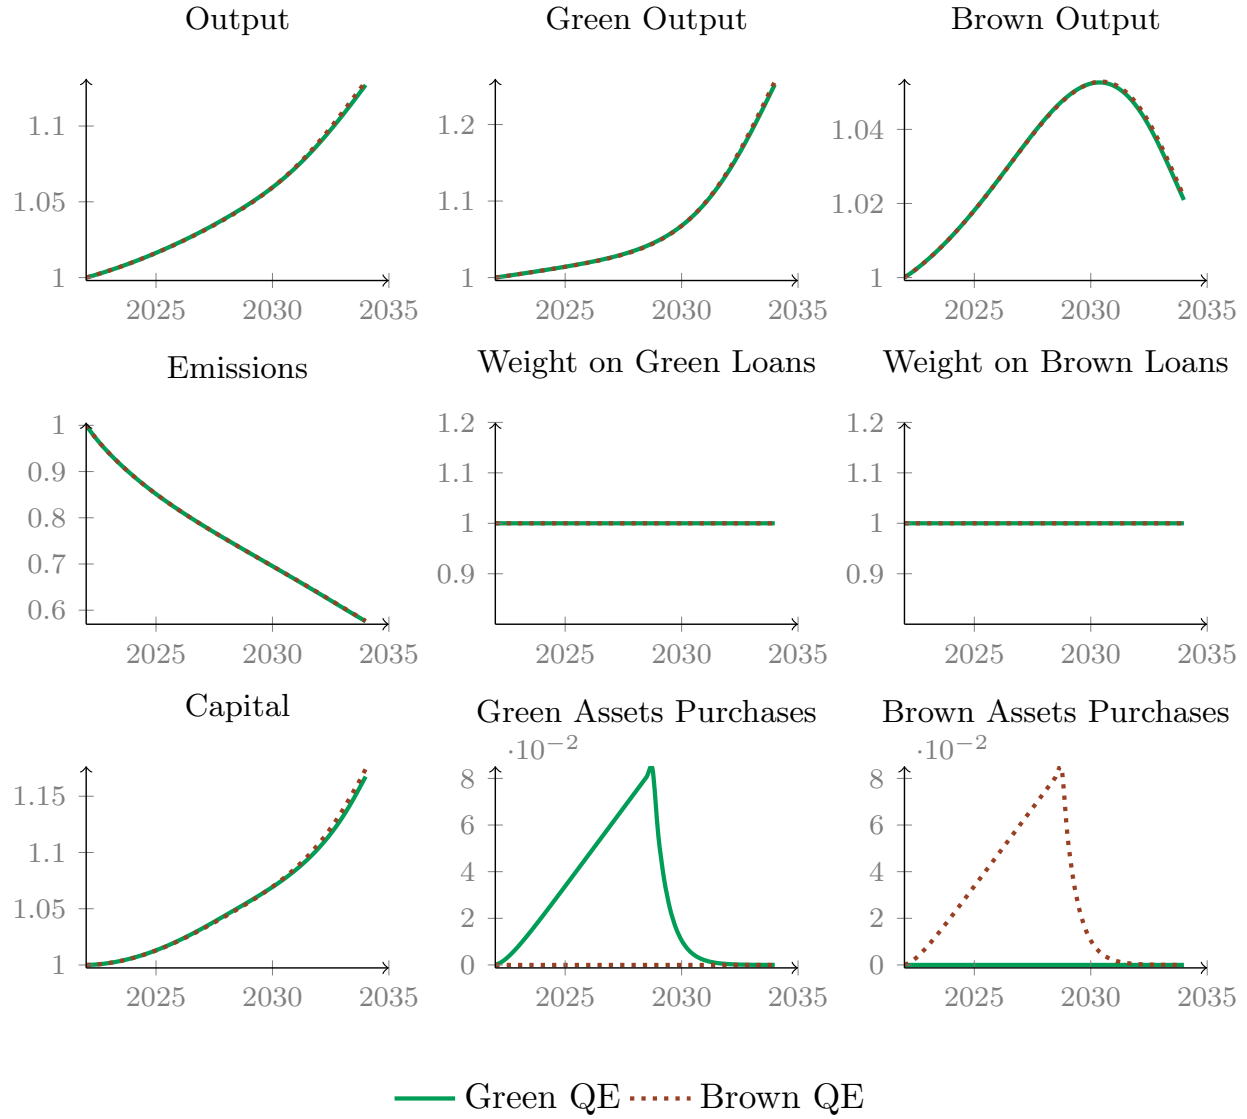 Output
Green Output
Brown Output
1.1
1.05
1
2025 2030 2035
1.2
1.1
1
2025 2030 2035
1.04
1.02
1
2025 2030 2035
Emissions
Weight on Green Loans
Weight on Brown Loans
1
0.9
0.8
0.7
0.6
2025 2030 2035
1.2
1.1
1
0.9
2025 2030 2035
1.2
1.1
1
0.9
2025 2030 2035
Capital
Green Assets Purchases
Brown Assets Purchases
1.15
1.1
1.05
1
2025 2030 2035
·10⁻²
8
6
4
2
0
2025 2030 2035
·10⁻²
8
6
4
2
0
2025 2030 2035
Green QE Brown QE